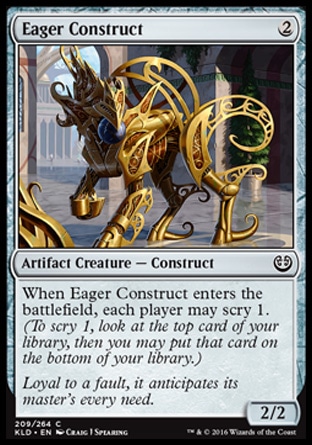 Eager Construct 2
Artifact Creature — Construct
When Eager Construct enters the
battlefield, each player may scry 1.
(To scry 1, look at the top card of your
library, then you may put that card on
the bottom of your library.)
Loyal to a fault, it anticipates its
master's every need.
2/2
209/264 C
KLD • EN Craig J Spearing
™ & © 2016 Wizards of the Coast